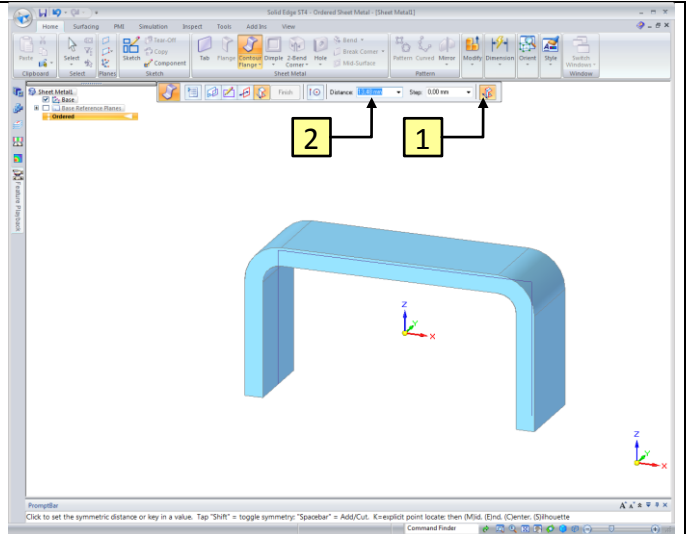 Solid Edge ST4 - Ordered Sheet Metal - [Sheet Metal1]
Home Surfacing PMI Simulation Inspect Tools Add Ins View
Paste
Clipboard
Select
Select
Planes
Sketch
Tear-Off
Copy
Component
Sketch
Tab
Flange
Contour Flange
Dimple
2-Bend Corner
Hole
Bend
Break Corner
Mid-Surface
Sheet Metal
Pattern
Curved
Mirror
Pattern
Modify
Dimension
Orient
Style
Switch Windows
Window
Sheet Metal1
Base
Base Reference Planes
Ordered
Finish
Distance:
Step: 0.00 mm
2
1
Feature Playback
Z
Y
X
Z
Y
X
PromptBar
Click to set the symmetric distance or key in a value. Tap "Shift" = toggle symmetry: "Spacebar" = Add/Cut. K=explicit point locate: then (M)id. (E)nd. (C)enter. (S)ilhouette
Command Finder